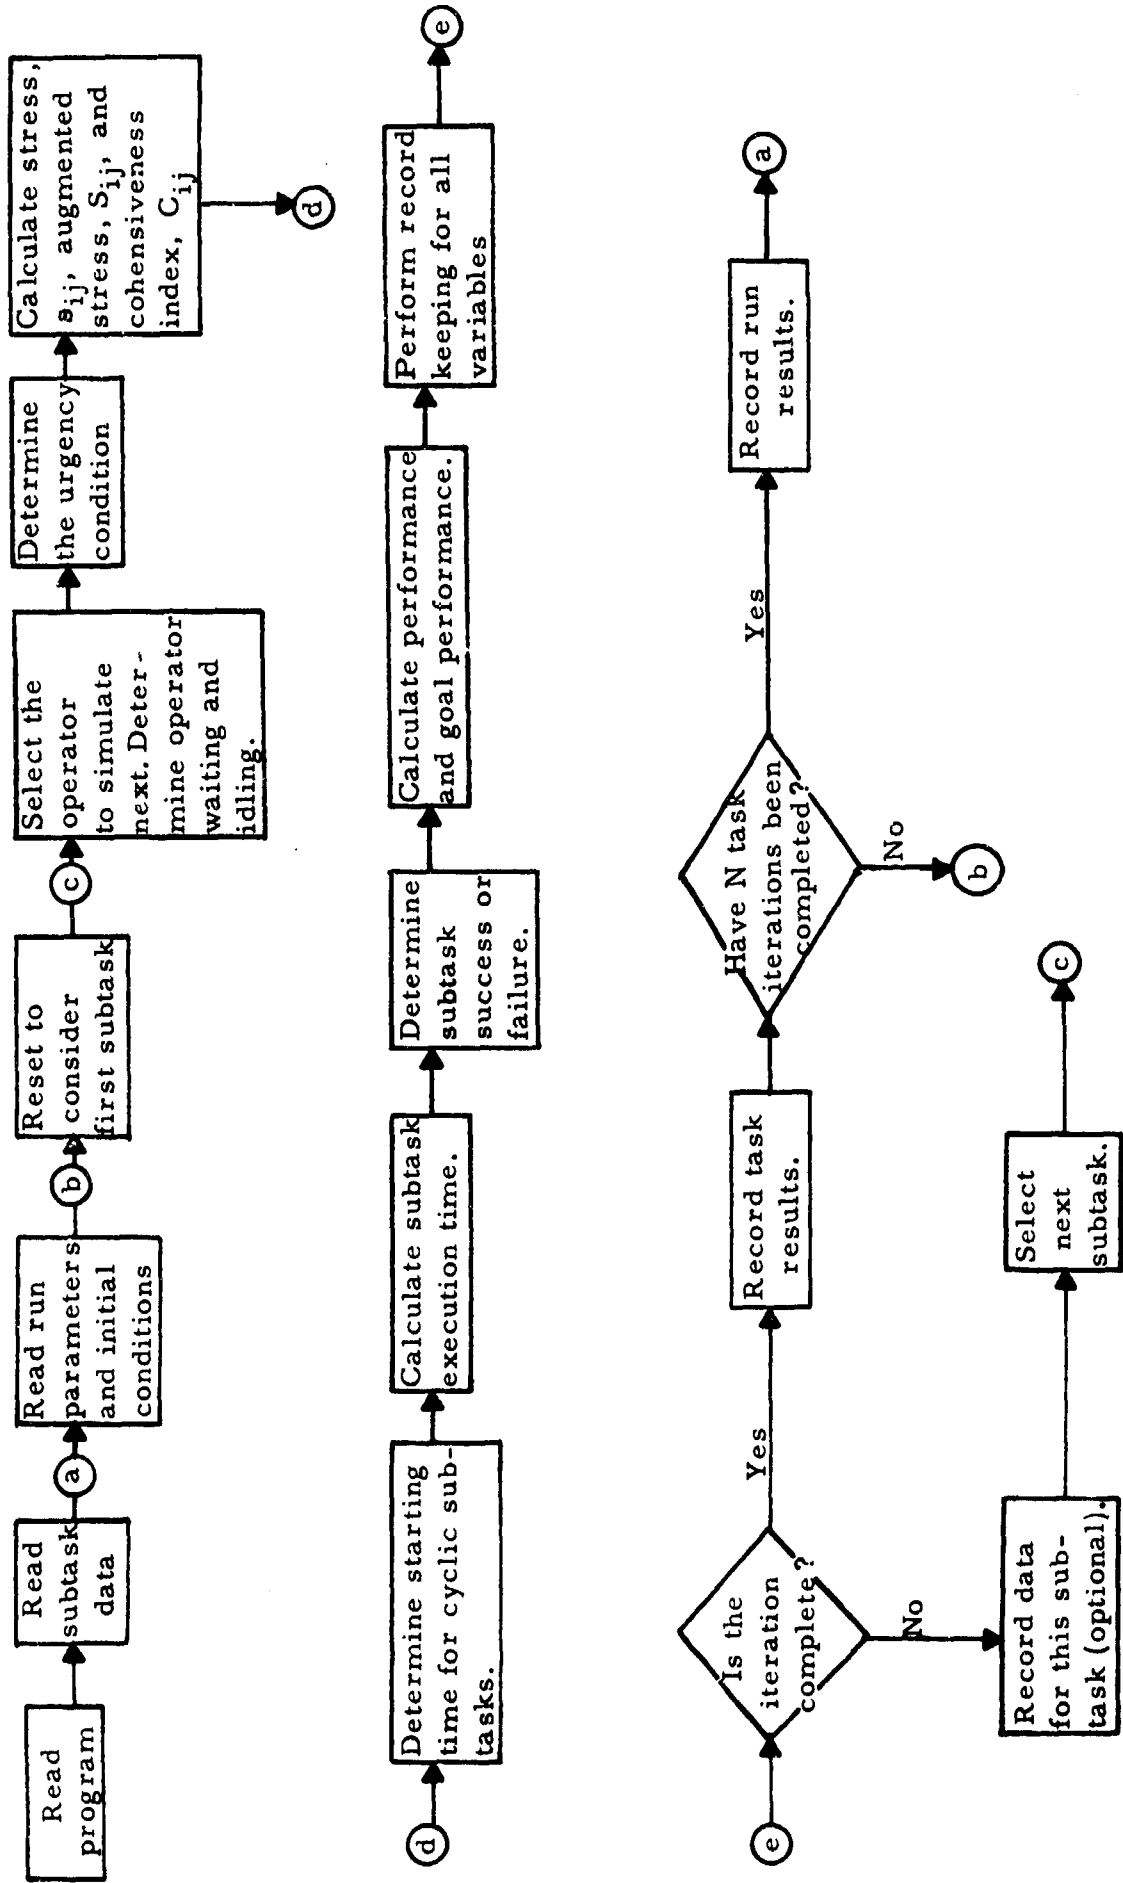 Read
program
Read
subtask
data
a
Read run
parameters
and initial
conditions
b
Reset to
consider
first subtask
c
Select the
operator
to simulate
next. Deter-
mine operator
waiting and
idling.
Determine
the urgency
condition
Calculate stress,
sij, augmented
stress, Sij, and
cohensiveness
index, Cij
d
d
Determine starting
time for cyclic sub-
tasks.
Calculate subtask
execution time.
Determine
subtask
success or
failure.
Calculate performance
and goal performance.
Perform record
keeping for all
variables
e
e
Is the
iteration
complete?
Yes
Record task
results.
Have N task
iterations been
completed?
Yes
Record run
results.
a
No
b
No
Record data
for this sub-
task (optional).
Select
next
subtask.
c